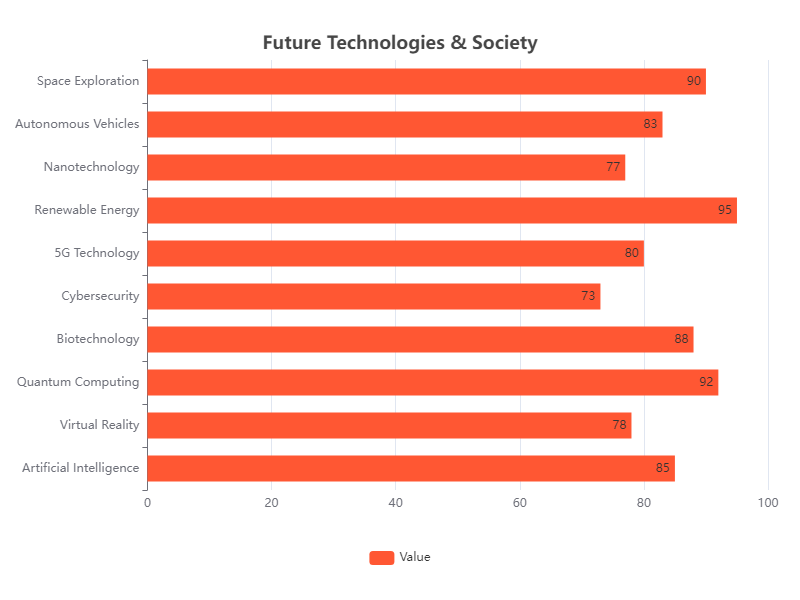 Future Technologies & Society
Space Exploration 90
Autonomous Vehicles 83
Nanotechnology 77
Renewable Energy 95
5G Technology 80
Cybersecurity 73
Biotechnology 88
Quantum Computing 92
Virtual Reality 78
Artificial Intelligence 85
0 20 40 60 80 100
Value